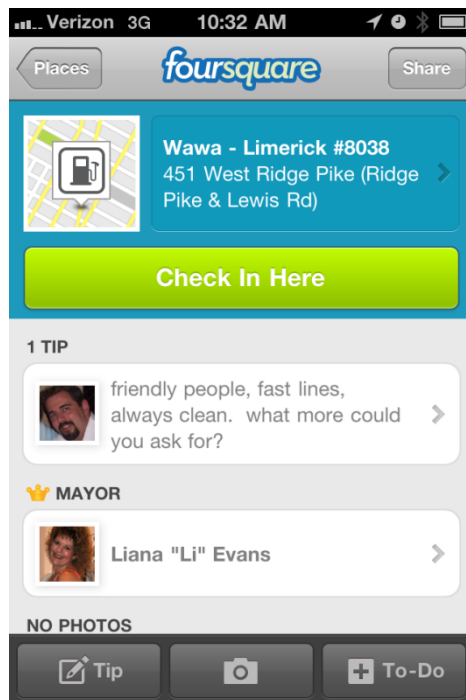 Verizon 3G 10:32 AM
Places foursquare Share
Wawa - Limerick #8038
451 West Ridge Pike (Ridge
Pike & Lewis Rd)
Check In Here
1 TIP
friendly people, fast lines,
always clean. what more could
you ask for?
MAYOR
Liana "Li" Evans
NO PHOTOS
Tip To-Do